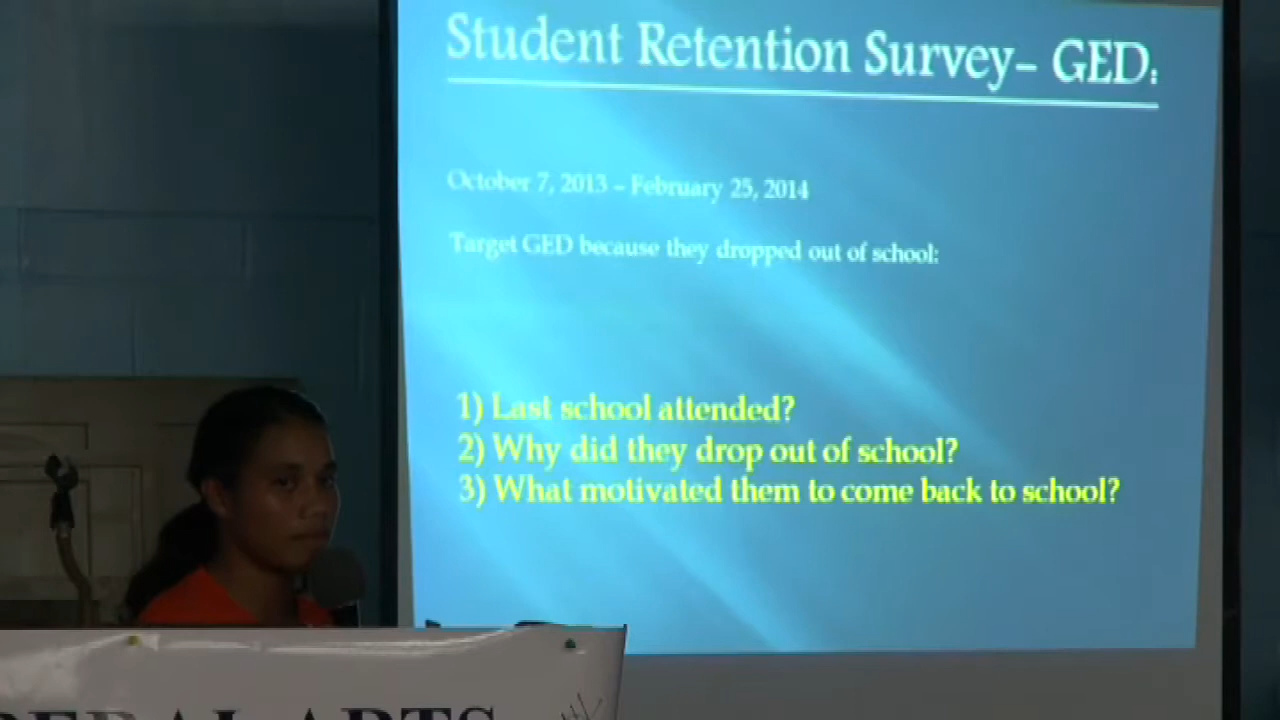 Student Retention Survey– GED:
October 7, 2013 – February 25, 2014
Target GED because they dropped out of school:
1) Last school attended?
2) Why did they drop out of school?
3) What motivated them to come back to school?
ARTS